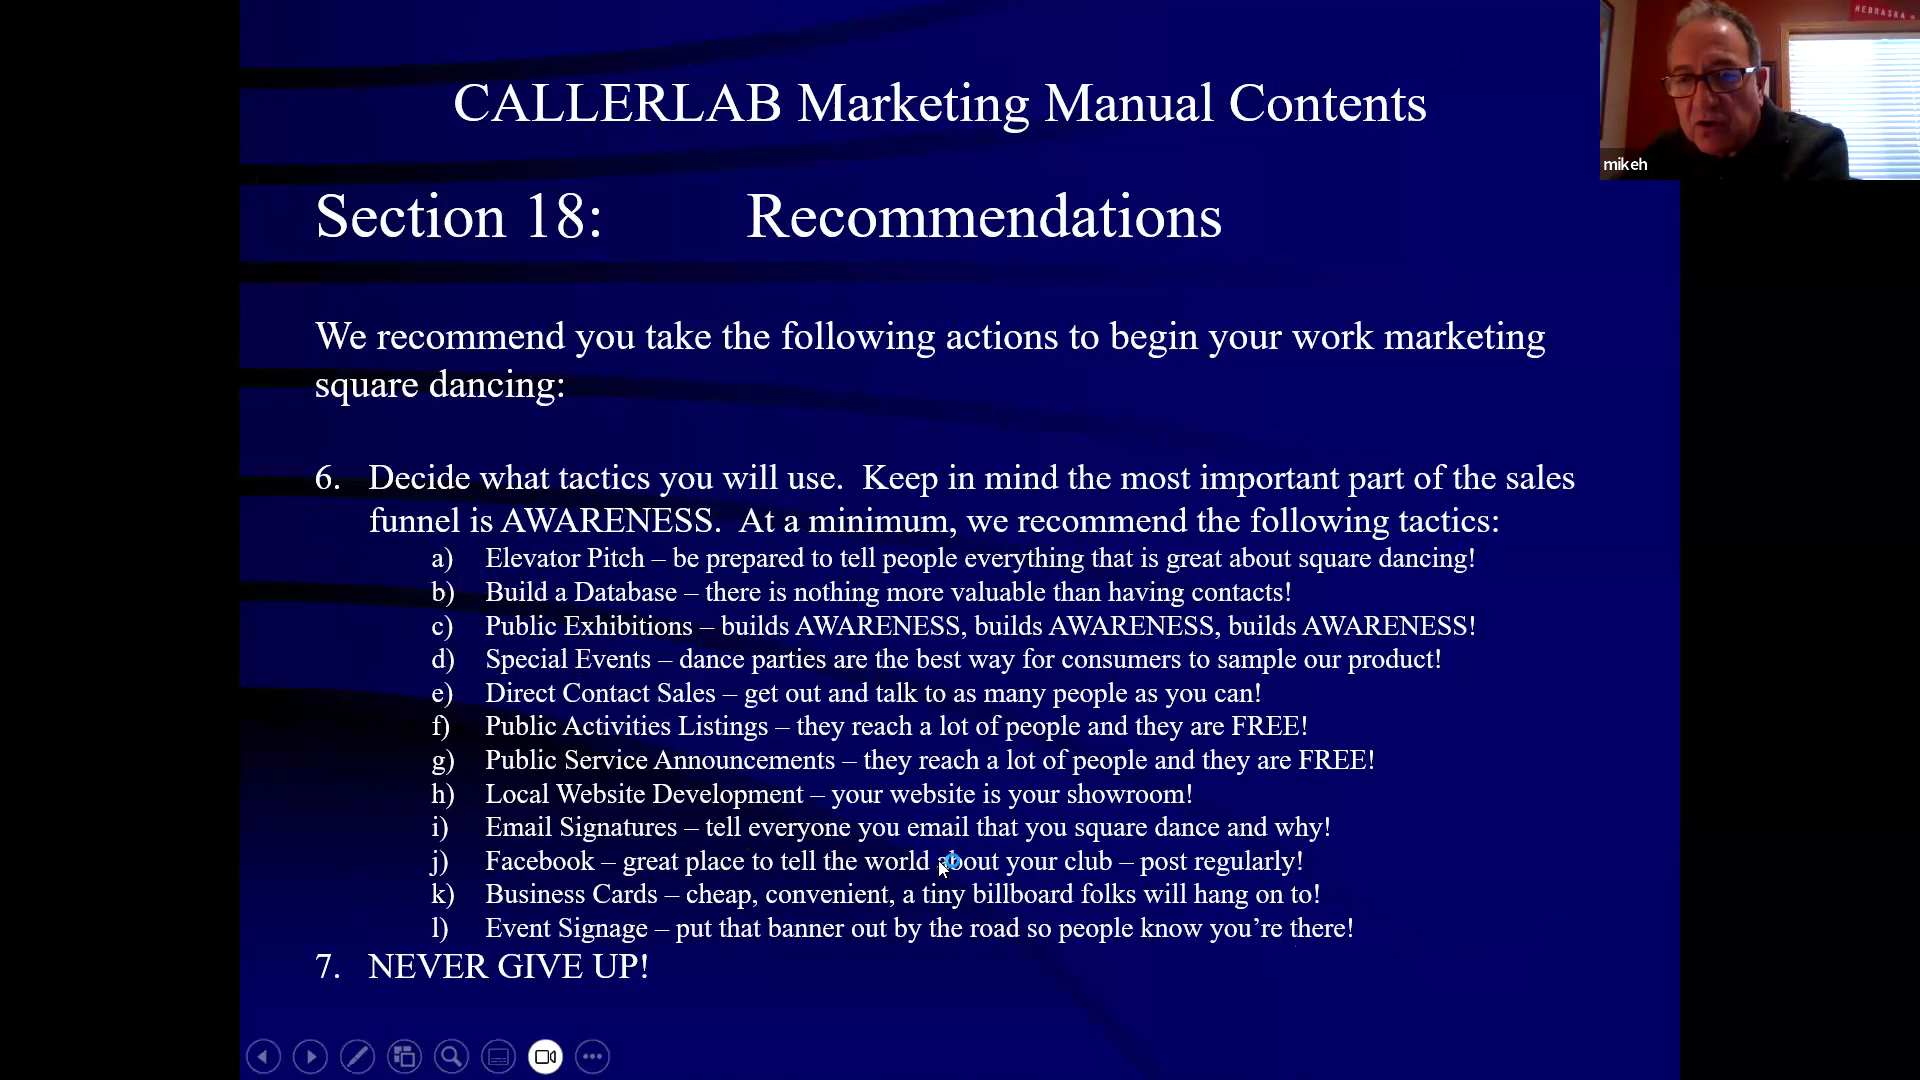 CALLERLAB Marketing Manual Contents
NEBRASKA
mikeh
Section 18: Recommendations
We recommend you take the following actions to begin your work marketing
square dancing:
6. Decide what tactics you will use. Keep in mind the most important part of the sales
funnel is AWARENESS. At a minimum, we recommend the following tactics:
a) Elevator Pitch – be prepared to tell people everything that is great about square dancing!
b) Build a Database – there is nothing more valuable than having contacts!
c) Public Exhibitions – builds AWARENESS, builds AWARENESS, builds AWARENESS!
d) Special Events – dance parties are the best way for consumers to sample our product!
e) Direct Contact Sales – get out and talk to as many people as you can!
f) Public Activities Listings – they reach a lot of people and they are FREE!
g) Public Service Announcements – they reach a lot of people and they are FREE!
h) Local Website Development – your website is your showroom!
i) Email Signatures – tell everyone you email that you square dance and why!
j) Facebook – great place to tell the world about your club – post regularly!
k) Business Cards – cheap, convenient, a tiny billboard folks will hang on to!
l) Event Signage – put that banner out by the road so people know you’re there!
7. NEVER GIVE UP!